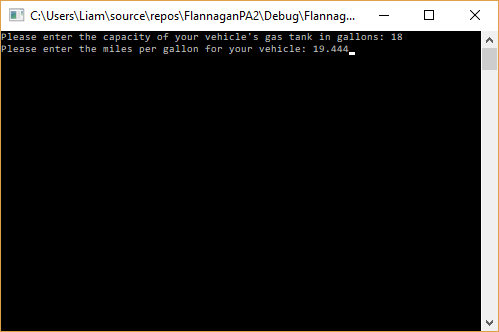 C:\Users\Liam\source\repos\FlannaganPA2\Debug\Flannag...
Please enter the capacity of your vehicle's gas tank in gallons: 18
Please enter the miles per gallon for your vehicle: 19.444